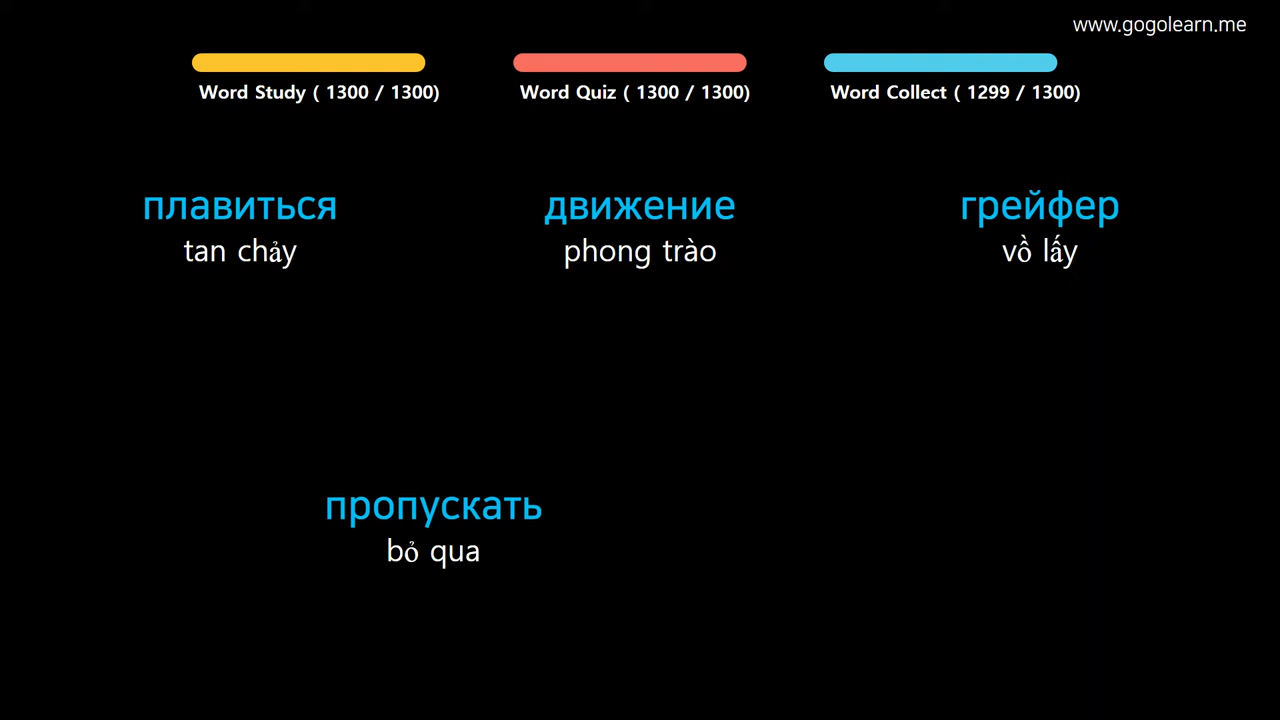 www.gogolearn.me
Word Study ( 1300 / 1300)
Word Quiz ( 1300 / 1300)
Word Collect ( 1299 / 1300)
плавиться
tan chảy
движение
phong trào
грейфер
vồ lấy
пропускать
bỏ qua